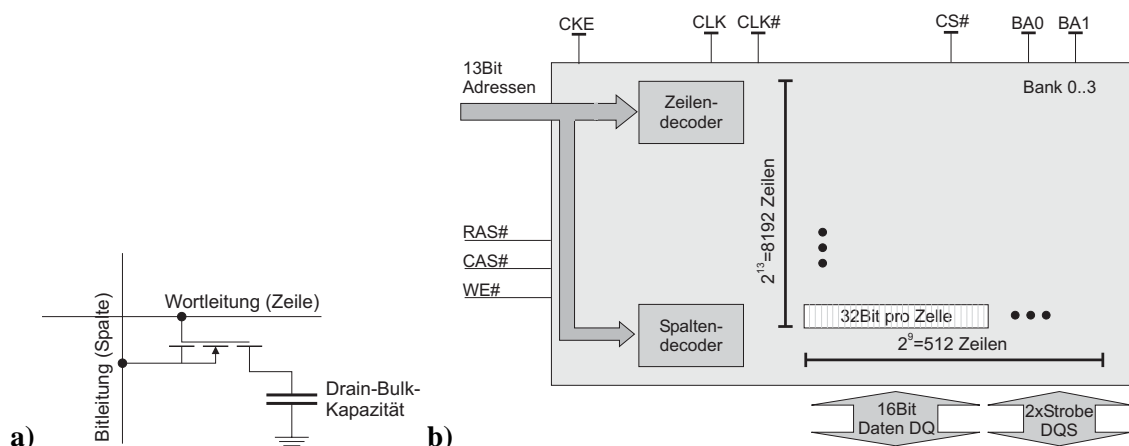 a)
Bitleitung (Spalte)
Wortleitung (Zeile)
Drain-Bulk-
Kapazität
b)
CKE
CLK
CLK#
CS#
BA0
BA1
13Bit
Adressen
Zeilen-
decoder
Bank 0..3
2^13=8192 Zeilen
RAS#
CAS#
WE#
Spalten-
decoder
32Bit pro Zelle
2^9=512 Zeilen
16Bit
Daten DQ
2xStrobe
DQS